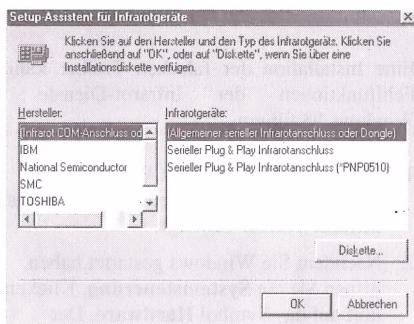 Setup-Assistent für Infrarotgeräte
Klicken Sie auf den Hersteller und den Typ des Infrarotgeräts. Klicken Sie
anschließend auf "OK", oder auf "Diskette", wenn Sie über eine
Installationsdiskette verfügen.
Hersteller:
Infrarotgeräte:
(Infrarot COM-Anschluss od
IBM
National Semiconductor
SMC
TOSHIBA
(Allgemeiner serieller Infrarotanschluss oder Dongle)
Serieller Plug & Play Infrarotanschluss
Serieller Plug & Play Infrarotanschluss (*PNP0510)
Diskette...
OK
Abbrechen